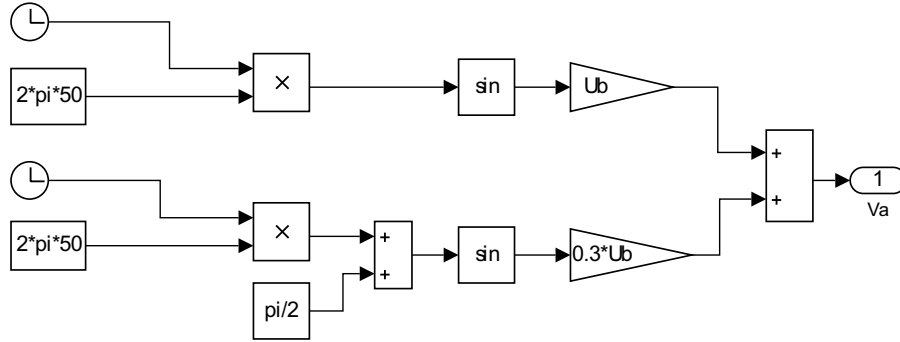 2*pi*50
×
sin
Ub
+
+
1
Va
2*pi*50
×
+
+
sin
0.3*Ub
pi/2